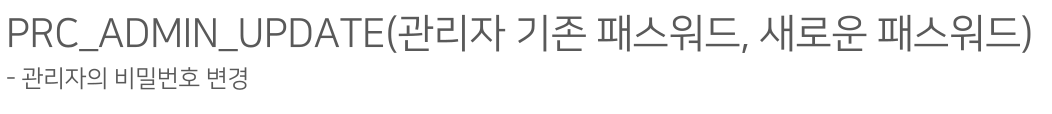 PRC_ADMIN_UPDATE(관리자 기존 패스워드, 새로운 패스워드)
- 관리자의 비밀번호 변경